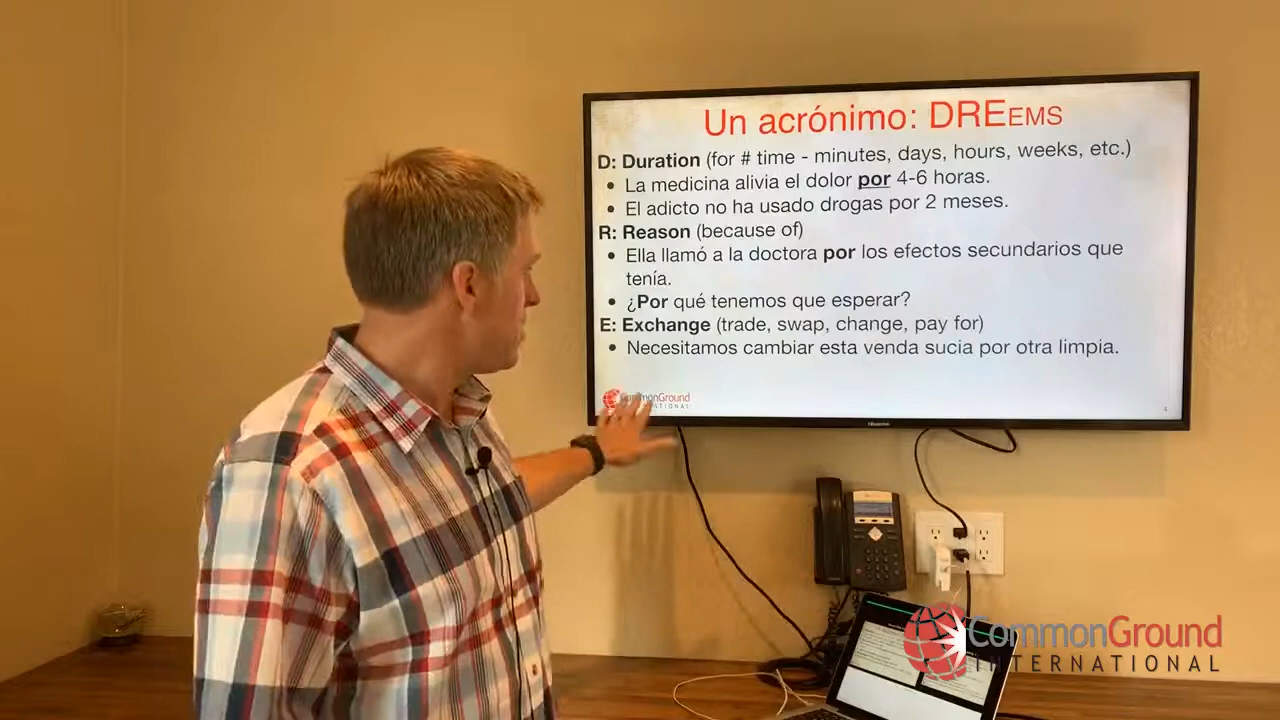 Un acrónimo: DREEMS
D: Duration (for # time - minutes, days, hours, weeks, etc.)
• La medicina alivia el dolor por 4-6 horas.
• El adicto no ha usado drogas por 2 meses.
R: Reason (because of)
• Ella llamó a la doctora por los efectos secundarios que
tenía.
• ¿Por qué tenemos que esperar?
E: Exchange (trade, swap, change, pay for)
• Necesitamos cambiar esta venda sucia por otra limpia.
4
Hisense
CommonGround
INTERNATIONAL